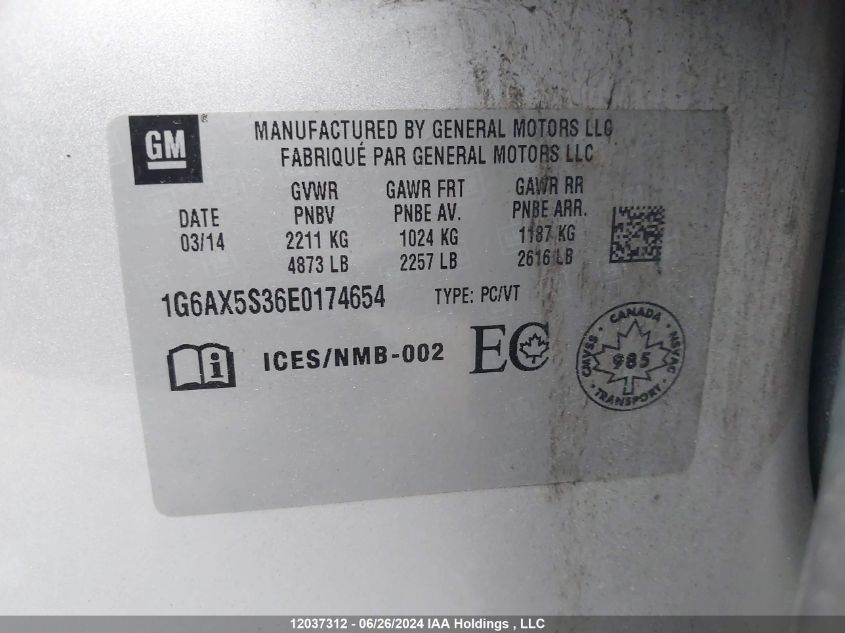 GM
®
MANUFACTURED BY GENERAL MOTORS LLC
FABRIQUÉ PAR GENERAL MOTORS LLC
DATE
03/14
GVWR
PNBV
2211 KG
4873 LB
GAWR FRT
PNBE AV.
1024 KG
2257 LB
GAWR RR
PNBE ARR.
1187 KG
2616 LB
1G6AX5S36E0174654 TYPE: PC/VT
i ICES/NMB-002 EC
CANADA
CMVSS 985 NSVAC
TRANSPORT
12037312 - 06/26/2024 IAA Holdings , LLC